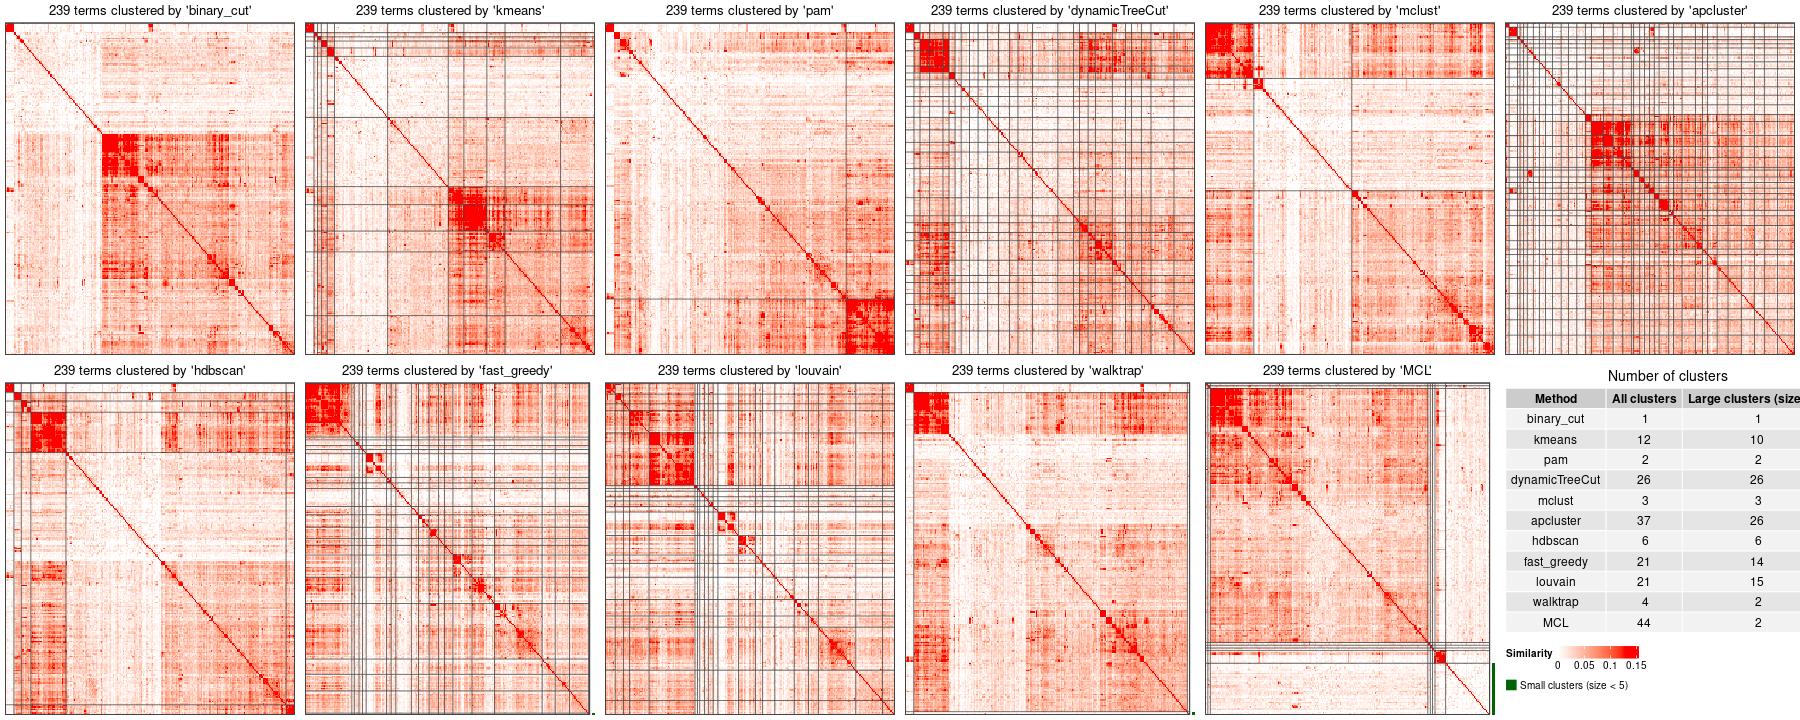 239 terms clustered by 'binary_cut'
239 terms clustered by 'kmeans'
239 terms clustered by 'pam'
239 terms clustered by 'dynamicTreeCut'
239 terms clustered by 'mclust'
239 terms clustered by 'apcluster'
239 terms clustered by 'hdbscan'
239 terms clustered by 'fast_greedy'
239 terms clustered by 'louvain'
239 terms clustered by 'walktrap'
239 terms clustered by 'MCL'
Number of clusters
Method All clusters Large clusters (size
binary_cut 1 1
kmeans 12 10
pam 2 2
dynamicTreeCut 26 26
mclust 3 3
apcluster 37 26
hdbscan 6 6
fast_greedy 21 14
louvain 21 15
walktrap 4 2
MCL 44 2
Similarity
0 0.05 0.1 0.15
Small clusters (size < 5)